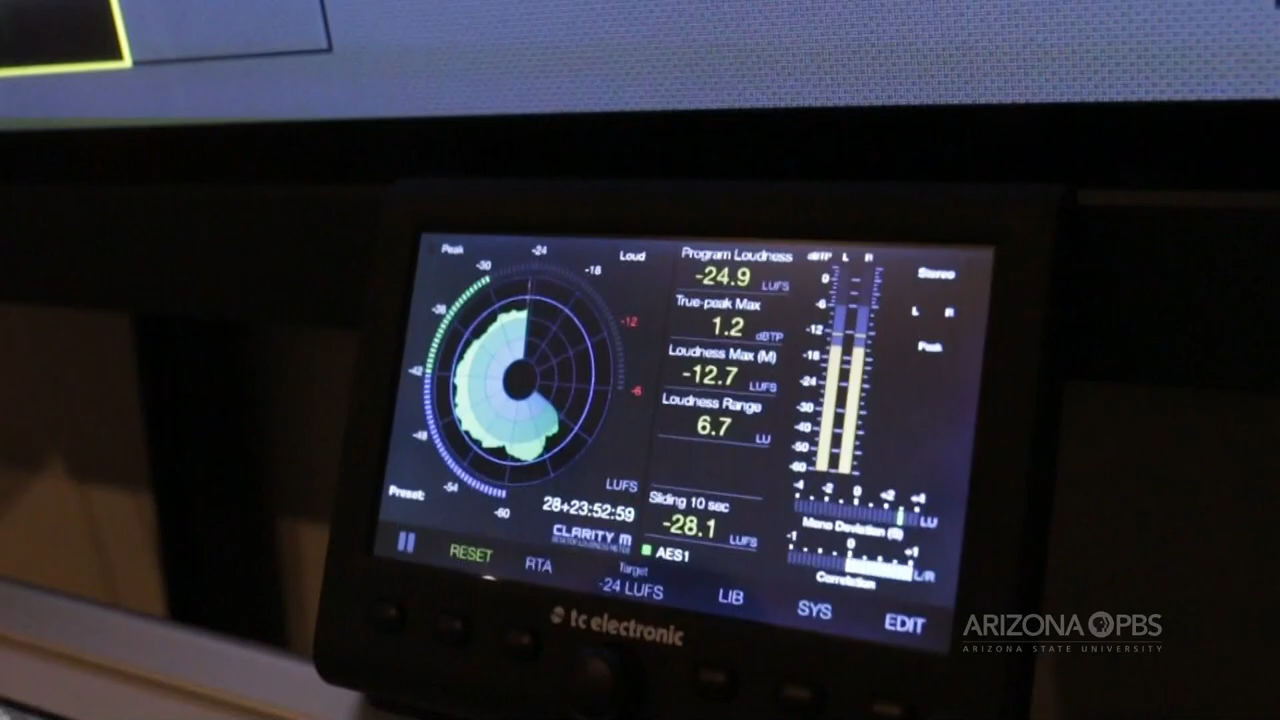 Peak -24 Loud
-30 -18
-36 -12
-42 -6
-48
-54
-60
LUFS
Preset:
28+23:52:59
CLARITY M
Program Loudness
-24.9 LUFS
True-peak Max
1.2 dBTP
Loudness Max (M)
-12.7 LUFS
Loudness Range
6.7 LU
Sliding 10 sec
-28.1 LUFS
AES1
dBTP L R
0
-6
-12
-18
-24
-30
-40
-50
-60
Stereo
L R
Peak
-4 -2 0 +2 +4
LU
Mono Deviation (S)
-1 0 +1
L/R
Correlation
RESET RTA Target
-24 LUFS LIB SYS EDIT
tc electronic
ARIZONA PBS
ARIZONA STATE UNIVERSITY